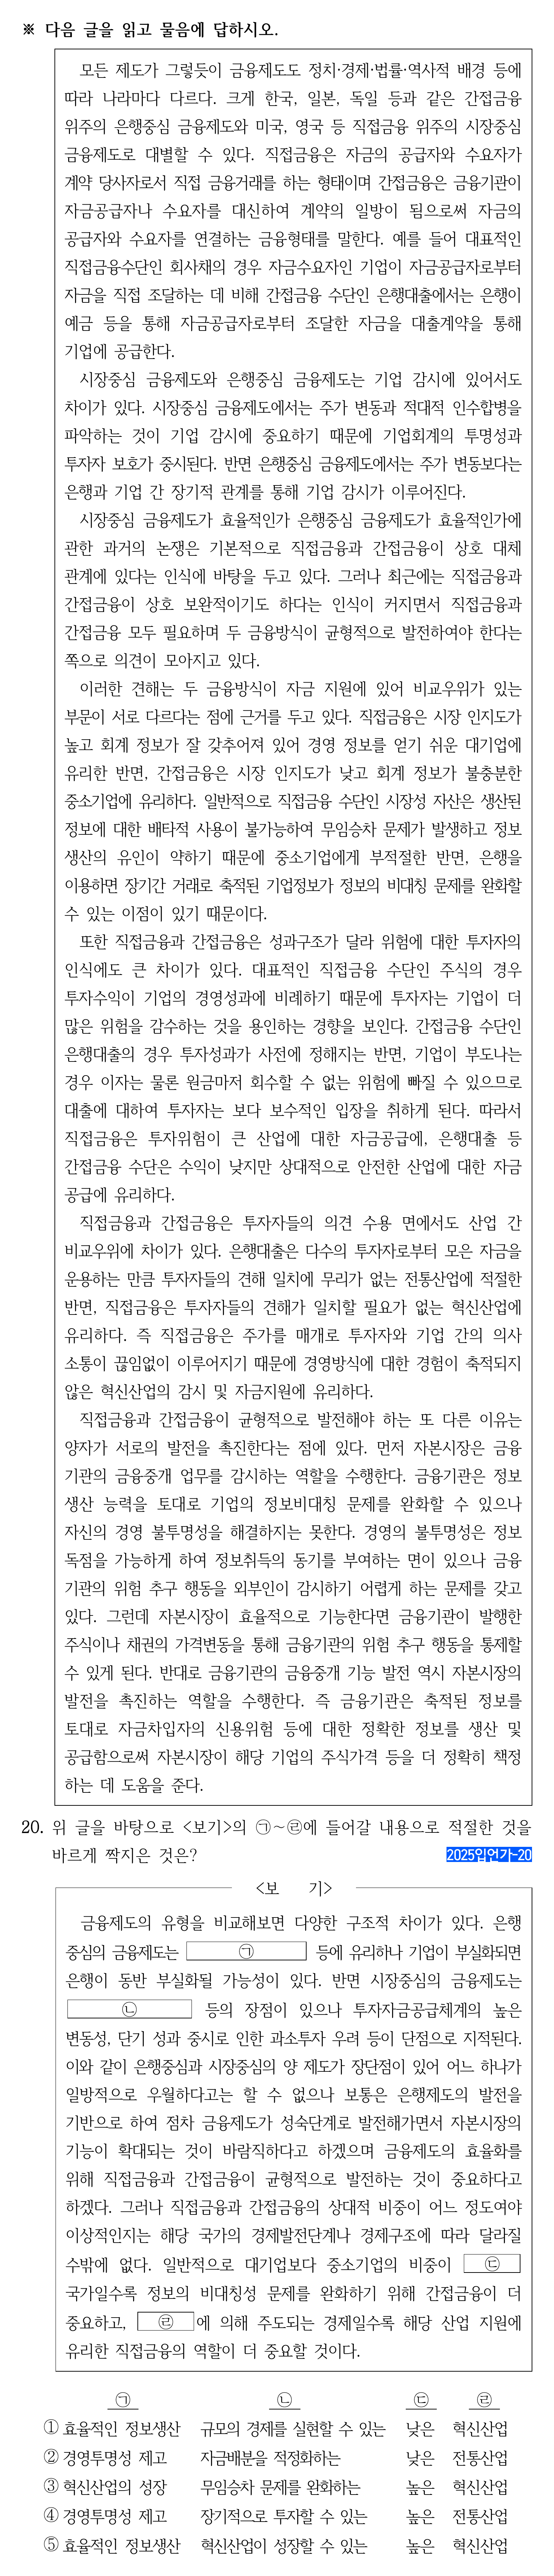 ※ 다음 글을 읽고 물음에 답하시오.
모든 제도가 그렇듯이 금융제도도 정치·경제·법률·역사적 배경 등에
따라 나라마다 다르다. 크게 한국, 일본, 독일 등과 같은 간접금융
위주의 은행중심 금융제도와 미국, 영국 등 직접금융 위주의 시장중심
금융제도로 대별할 수 있다. 직접금융은 자금의 공급자와 수요자가
계약 당사자로서 직접 금융거래를 하는 형태이며 간접금융은 금융기관이
자금공급자나 수요자를 대신하여 계약의 일방이 됨으로써 자금의
공급자와 수요자를 연결하는 금융형태를 말한다. 예를 들어 대표적인
직접금융수단인 회사채의 경우 자금수요자인 기업이 자금공급자로부터
자금을 직접 조달하는 데 비해 간접금융 수단인 은행대출에서는 은행이
예금 등을 통해 자금공급자로부터 조달한 자금을 대출계약을 통해
기업에 공급한다.
시장중심 금융제도와 은행중심 금융제도는 기업 감시에 있어서도
차이가 있다. 시장중심 금융제도에서는 주가 변동과 적대적 인수합병을
파악하는 것이 기업 감시에 중요하기 때문에 기업회계의 투명성과
투자자 보호가 중시된다. 반면 은행중심 금융제도에서는 주가 변동보다는
은행과 기업 간 장기적 관계를 통해 기업 감시가 이루어진다.
시장중심 금융제도가 효율적인가 은행중심 금융제도가 효율적인가에
관한 과거의 논쟁은 기본적으로 직접금융과 간접금융이 상호 대체
관계에 있다는 인식에 바탕을 두고 있다. 그러나 최근에는 직접금융과
간접금융이 상호 보완적이기도 하다는 인식이 커지면서 직접금융과
간접금융 모두 필요하며 두 금융방식이 균형적으로 발전하여야 한다는
쪽으로 의견이 모아지고 있다.
이러한 견해는 두 금융방식이 자금 지원에 있어 비교우위가 있는
부문이 서로 다르다는 점에 근거를 두고 있다. 직접금융은 시장 인지도가
높고 회계 정보가 잘 갖추어져 있어 경영 정보를 얻기 쉬운 대기업에
유리한 반면, 간접금융은 시장 인지도가 낮고 회계 정보가 불충분한
중소기업에 유리하다. 일반적으로 직접금융 수단인 시장성 자산은 생산된
정보에 대한 배타적 사용이 불가능하여 무임승차 문제가 발생하고 정보
생산의 유인이 약하기 때문에 중소기업에게 부적절한 반면, 은행을
이용하면 장기간 거래로 축적된 기업정보가 정보의 비대칭 문제를 완화할
수 있는 이점이 있기 때문이다.
또한 직접금융과 간접금융은 성과구조가 달라 위험에 대한 투자자의
인식에도 큰 차이가 있다. 대표적인 직접금융 수단인 주식의 경우
투자수익이 기업의 경영성과에 비례하기 때문에 투자자는 기업이 더
많은 위험을 감수하는 것을 용인하는 경향을 보인다. 간접금융 수단인
은행대출의 경우 투자성과가 사전에 정해지는 반면, 기업이 부도나는
경우 이자는 물론 원금마저 회수할 수 없는 위험에 빠질 수 있으므로
대출에 대하여 투자자는 보다 보수적인 입장을 취하게 된다. 따라서
직접금융은 투자위험이 큰 산업에 대한 자금공급에, 은행대출 등
간접금융 수단은 수익이 낮지만 상대적으로 안전한 산업에 대한 자금
공급에 유리하다.
직접금융과 간접금융은 투자자들의 의견 수용 면에서도 산업 간
비교우위에 차이가 있다. 은행대출은 다수의 투자자로부터 모은 자금을
운용하는 만큼 투자자들의 견해 일치에 무리가 없는 전통산업에 적절한
반면, 직접금융은 투자자들의 견해가 일치할 필요가 없는 혁신산업에
유리하다. 즉 직접금융은 주가를 매개로 투자자와 기업 간의 의사
소통이 끊임없이 이루어지기 때문에 경영방식에 대한 경험이 축적되지
않은 혁신산업의 감시 및 자금지원에 유리하다.
직접금융과 간접금융이 균형적으로 발전해야 하는 또 다른 이유는
양자가 서로의 발전을 촉진한다는 점에 있다. 먼저 자본시장은 금융
기관의 금융중개 업무를 감시하는 역할을 수행한다. 금융기관은 정보
생산 능력을 토대로 기업의 정보비대칭 문제를 완화할 수 있으나
자신의 경영 불투명성을 해결하지는 못한다. 경영의 불투명성은 정보
독점을 가능하게 하여 정보취득의 동기를 부여하는 면이 있으나 금융
기관의 위험 추구 행동을 외부인이 감시하기 어렵게 하는 문제를 갖고
있다. 그런데 자본시장이 효율적으로 기능한다면 금융기관이 발행한
주식이나 채권의 가격변동을 통해 금융기관의 위험 추구 행동을 통제할
수 있게 된다. 반대로 금융기관의 금융중개 기능 발전 역시 자본시장의
발전을 촉진하는 역할을 수행한다. 즉 금융기관은 축적된 정보를
토대로 자금차입자의 신용위험 등에 대한 정확한 정보를 생산 및
공급함으로써 자본시장이 해당 기업의 주식가격 등을 더 정확히 책정
하는 데 도움을 준다.
20. 위 글을 바탕으로 <보기>의 ㉠~㉣에 들어갈 내용으로 적절한 것을
바르게 짝지은 것은?
2025입언가-20
<보 기>
금융제도의 유형을 비교해보면 다양한 구조적 차이가 있다. 은행
중심의 금융제도는 ㉠ 등에 유리하나 기업이 부실화되면
은행이 동반 부실화될 가능성이 있다. 반면 시장중심의 금융제도는
㉡ 등의 장점이 있으나 투자자금공급체계의 높은
변동성, 단기 성과 중시로 인한 과소투자 우려 등이 단점으로 지적된다.
이와 같이 은행중심과 시장중심의 양 제도가 장단점이 있어 어느 하나가
일방적으로 우월하다고는 할 수 없으나 보통은 은행제도의 발전을
기반으로 하여 점차 금융제도가 성숙단계로 발전해가면서 자본시장의
기능이 확대되는 것이 바람직하다고 하겠으며 금융제도의 효율화를
위해 직접금융과 간접금융이 균형적으로 발전하는 것이 중요하다고
하겠다. 그러나 직접금융과 간접금융의 상대적 비중이 어느 정도여야
이상적인지는 해당 국가의 경제발전단계나 경제구조에 따라 달라질
수밖에 없다. 일반적으로 대기업보다 중소기업의 비중이 ㉢
국가일수록 정보의 비대칭성 문제를 완화하기 위해 간접금융이 더
중요하고, ㉣에 의해 주도되는 경제일수록 해당 산업 지원에
유리한 직접금융의 역할이 더 중요할 것이다.
㉠ ㉡ ㉢ ㉣
① 효율적인 정보생산 규모의 경제를 실현할 수 있는 낮은 혁신산업
② 경영투명성 제고 자금배분을 적정화하는 낮은 전통산업
③ 혁신산업의 성장 무임승차 문제를 완화하는 높은 혁신산업
④ 경영투명성 제고 장기적으로 투자할 수 있는 높은 전통산업
⑤ 효율적인 정보생산 혁신산업이 성장할 수 있는 높은 혁신산업